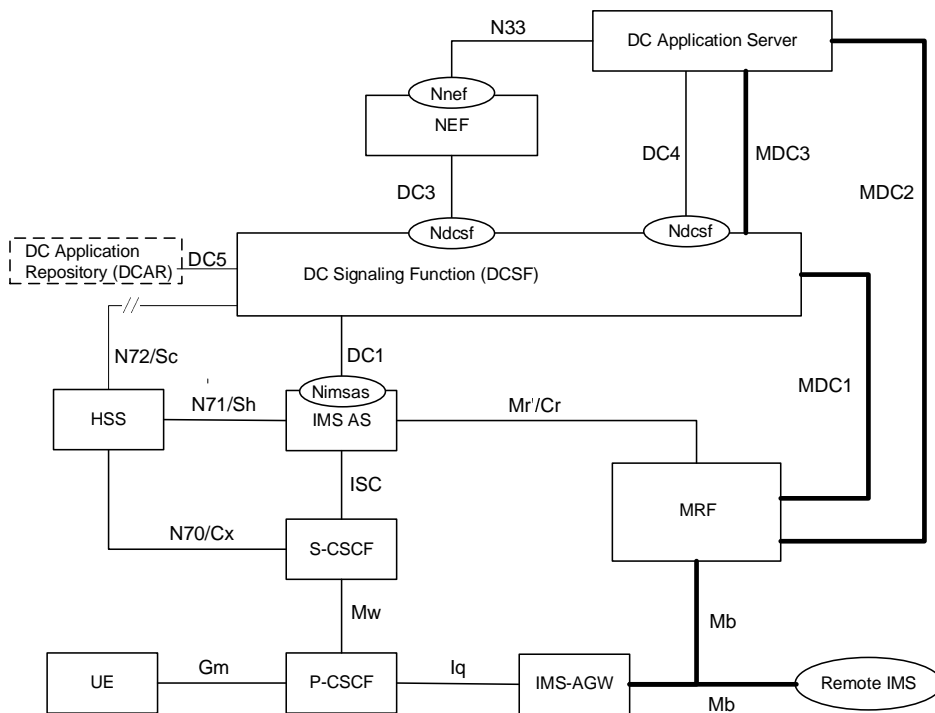 N33
DC Application Server
Nnef
NEF
DC4
MDC3
DC3
MDC2
Ndcsf
Ndcsf
DC Application
Repository (DCAR)
DC5
DC Signaling Function (DCSF)
N72/Sc
DC1
MDC1
Nimsas
HSS
N71/Sh
IMS AS
Mr'/Cr
ISC
MRF
N70/Cx
S-CSCF
Mw
Mb
UE
Gm
P-CSCF
Iq
IMS-AGW
Mb
Remote IMS